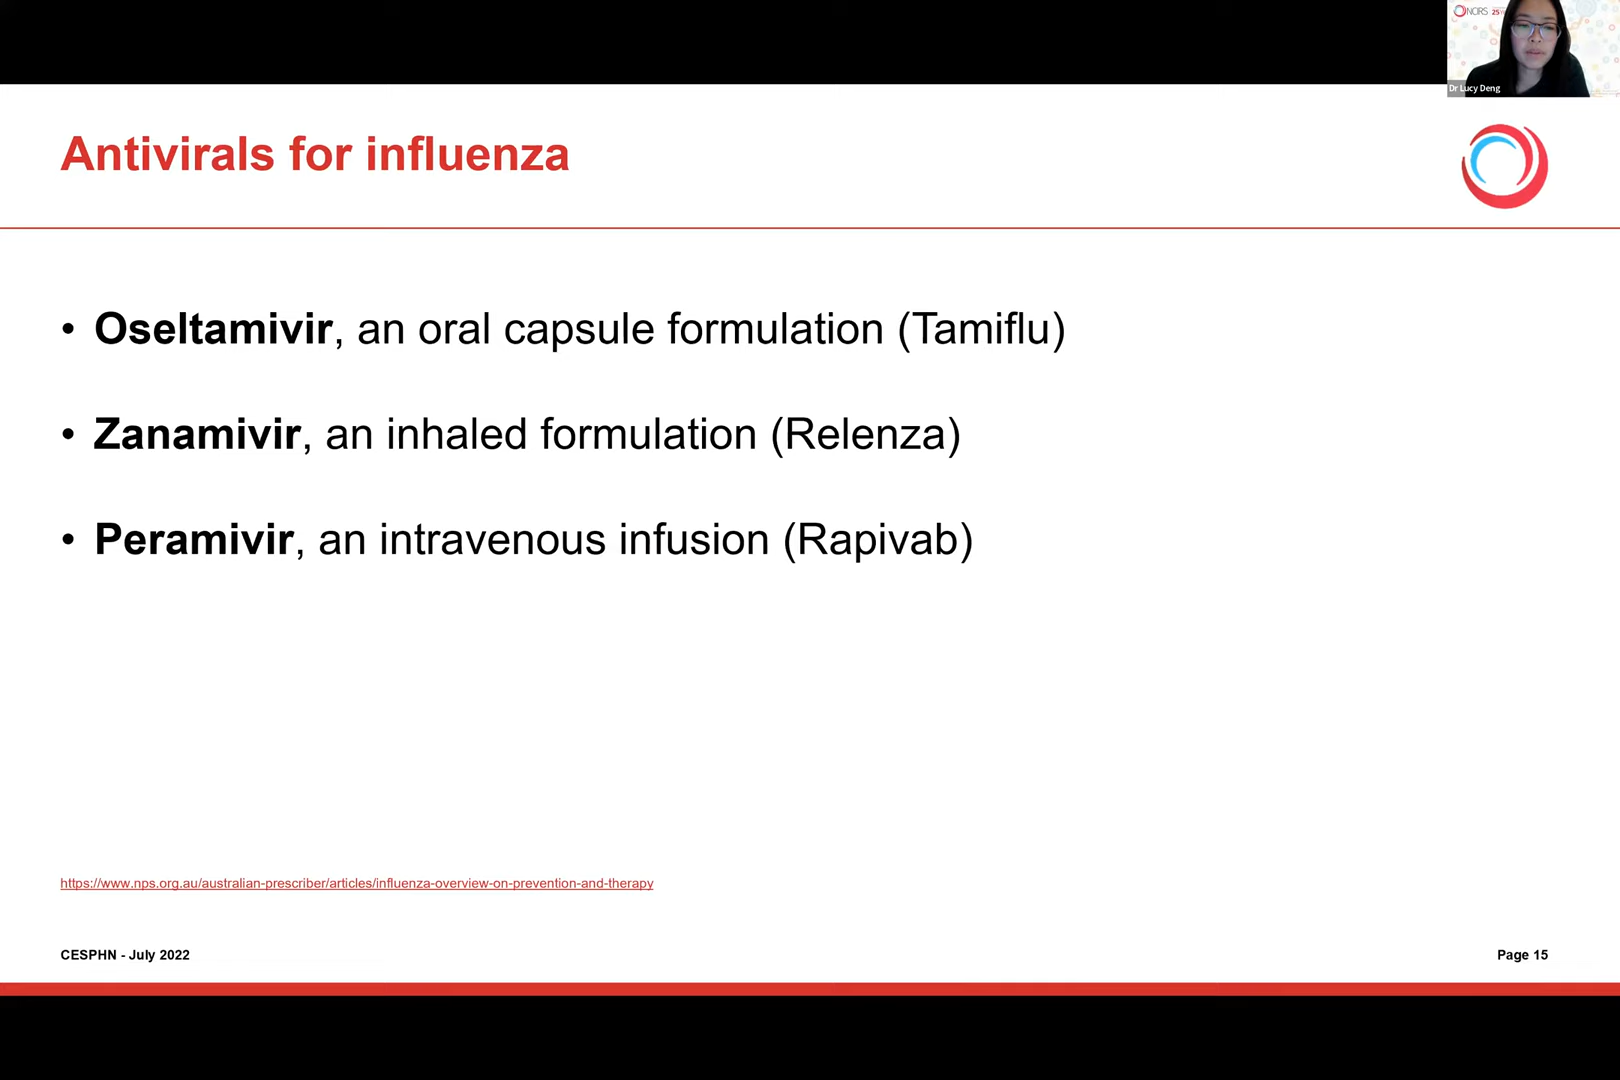 NCIRS 25
Dr Lucy Deng
Antivirals for influenza
• Oseltamivir, an oral capsule formulation (Tamiflu)
• Zanamivir, an inhaled formulation (Relenza)
• Peramivir, an intravenous infusion (Rapivab)
https://www.nps.org.au/australian-prescriber/articles/influenza-overview-on-prevention-and-therapy
CESPHN - July 2022
Page 15